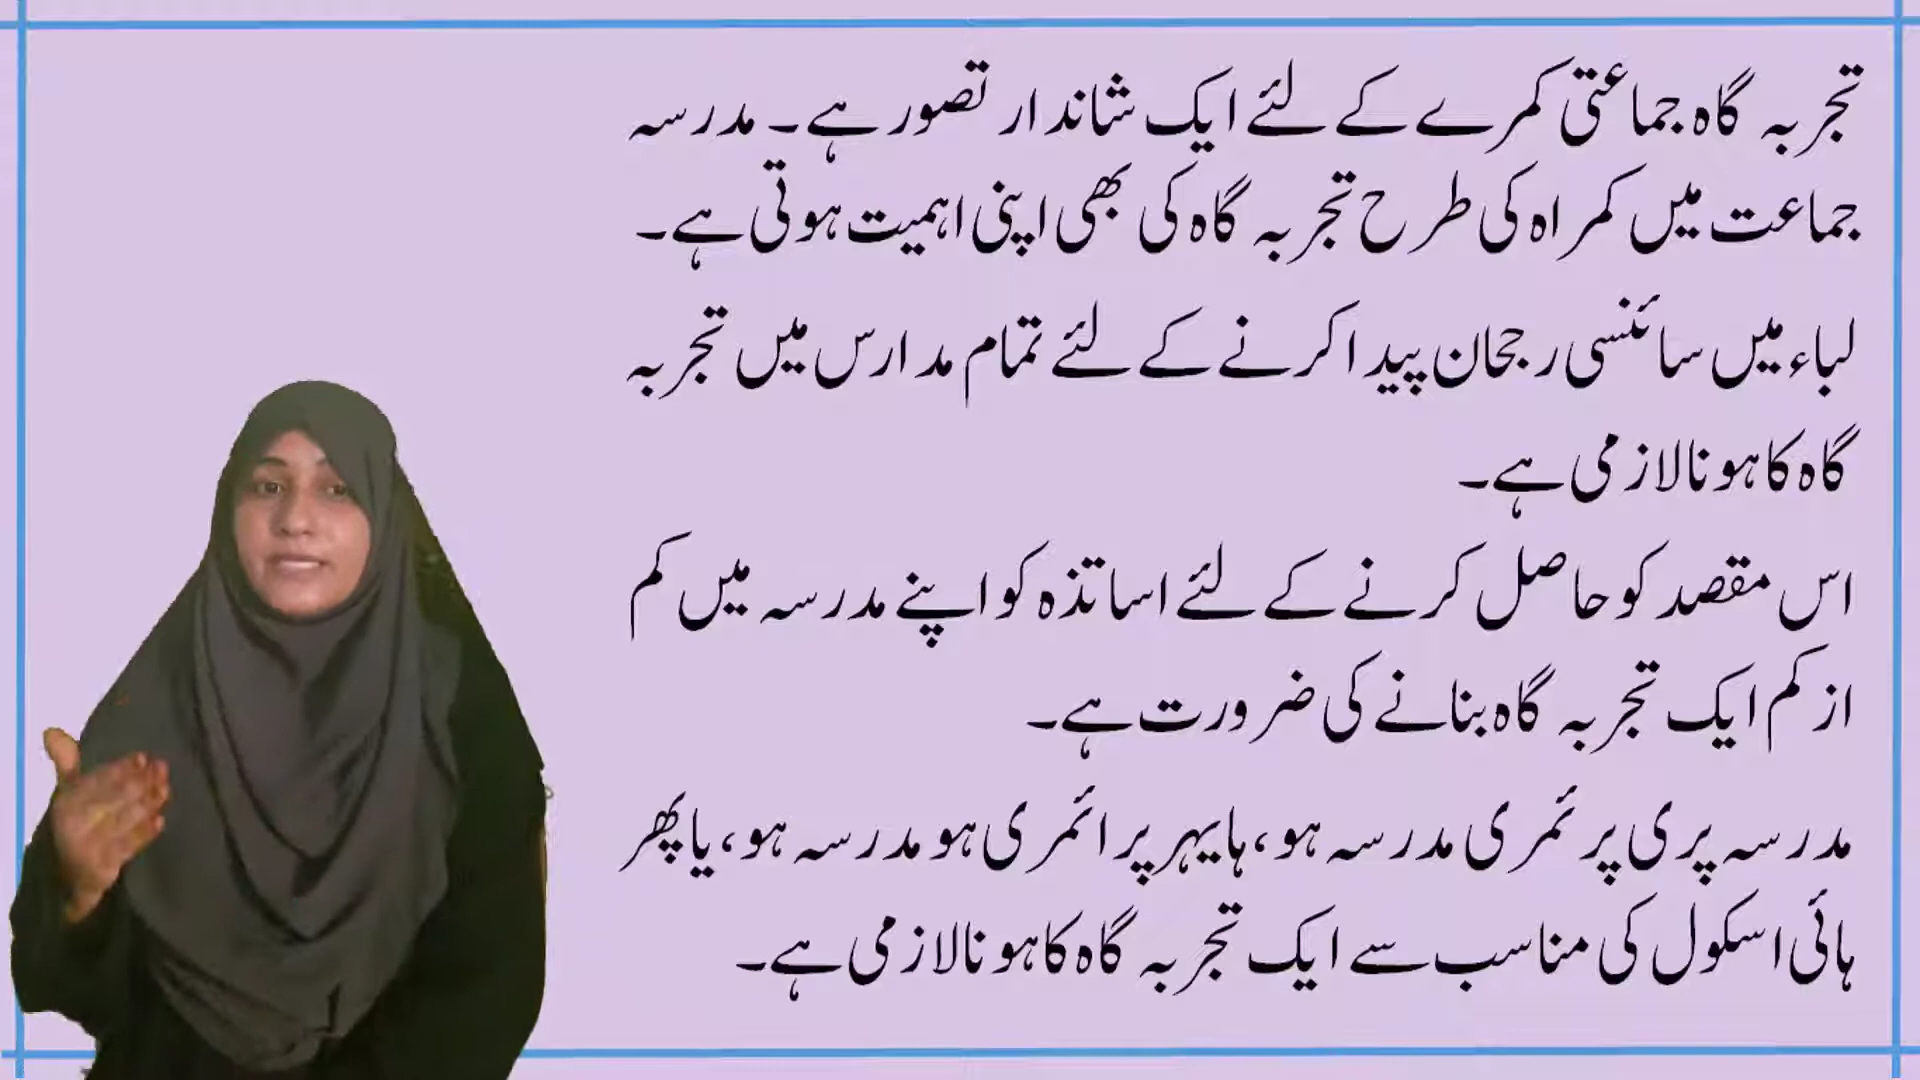 تجربہ گاہ جماعتی کمرے کے لئے ایک شاندار تصور ہے۔ مدرسہ
جماعت میں کمراہ کی طرح تجربہ گاہ کی بھی اپنی اہمیت ہوتی ہے۔
لباء میں سائنسی رجحان پیدا کرنے کے لئے تمام مدارس میں تجربہ
گاہ کا ہونا لازمی ہے۔
اس مقصد کو حاصل کرنے کے لئے اساتذہ کو اپنے مدرسہ میں کم
از کم ایک تجربہ گاہ بنانے کی ضرورت ہے۔
مدرسہ پری پرئمری مدرسہ ہو، ہایہر پرائمری ہو مدرسہ ہو، یا پھر
ہائی اسکول کی مناسب سے ایک تجربہ گاہ کا ہونا لازمی ہے۔